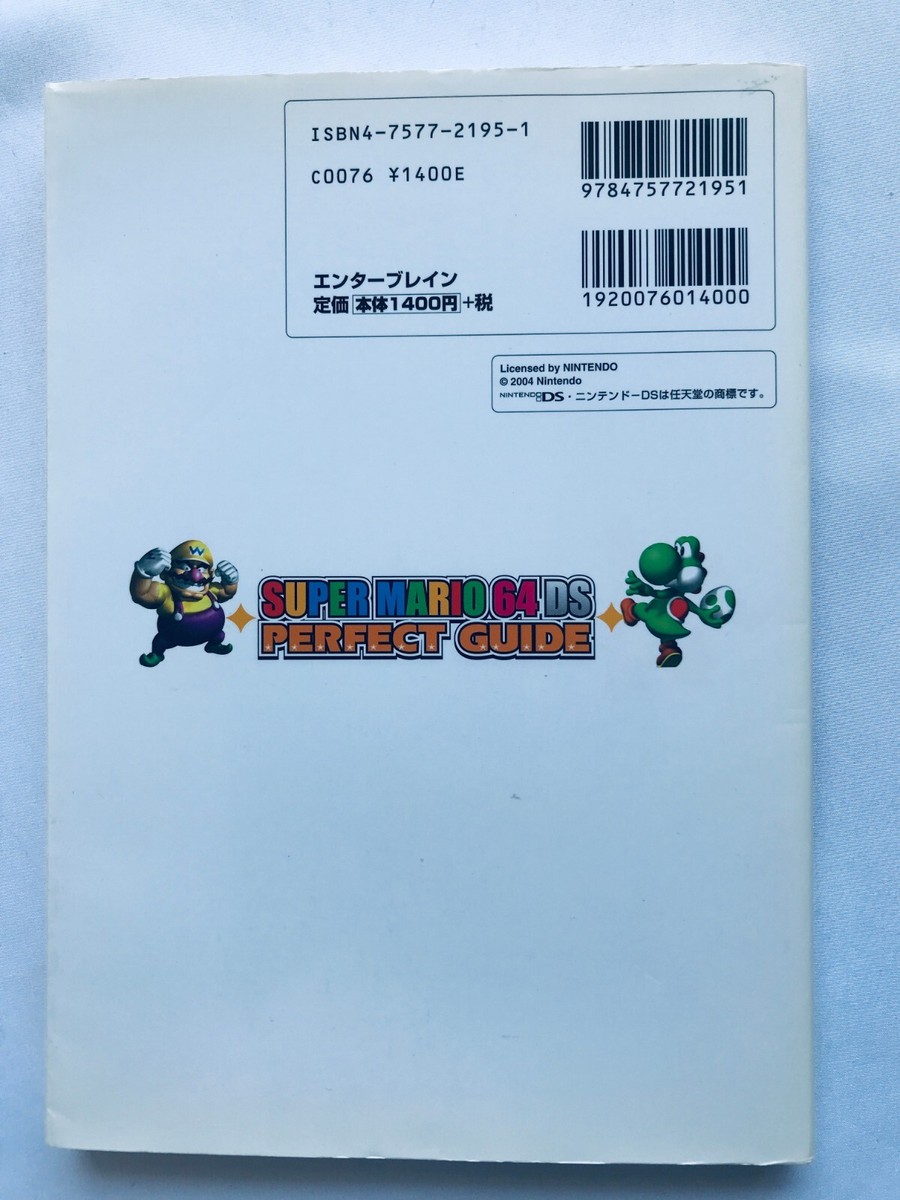 ISBN4-7577-2195-1
C0076 ¥1400E
9784757721951
1920076014000
エンターブレイン
定価 本体1400円+税
Licensed by NINTENDO
© 2004 Nintendo
NINTENDO DS・ニンテンドーDSは任天堂の商標です。
W
SUPER MARIO 64 DS
PERFECT GUIDE